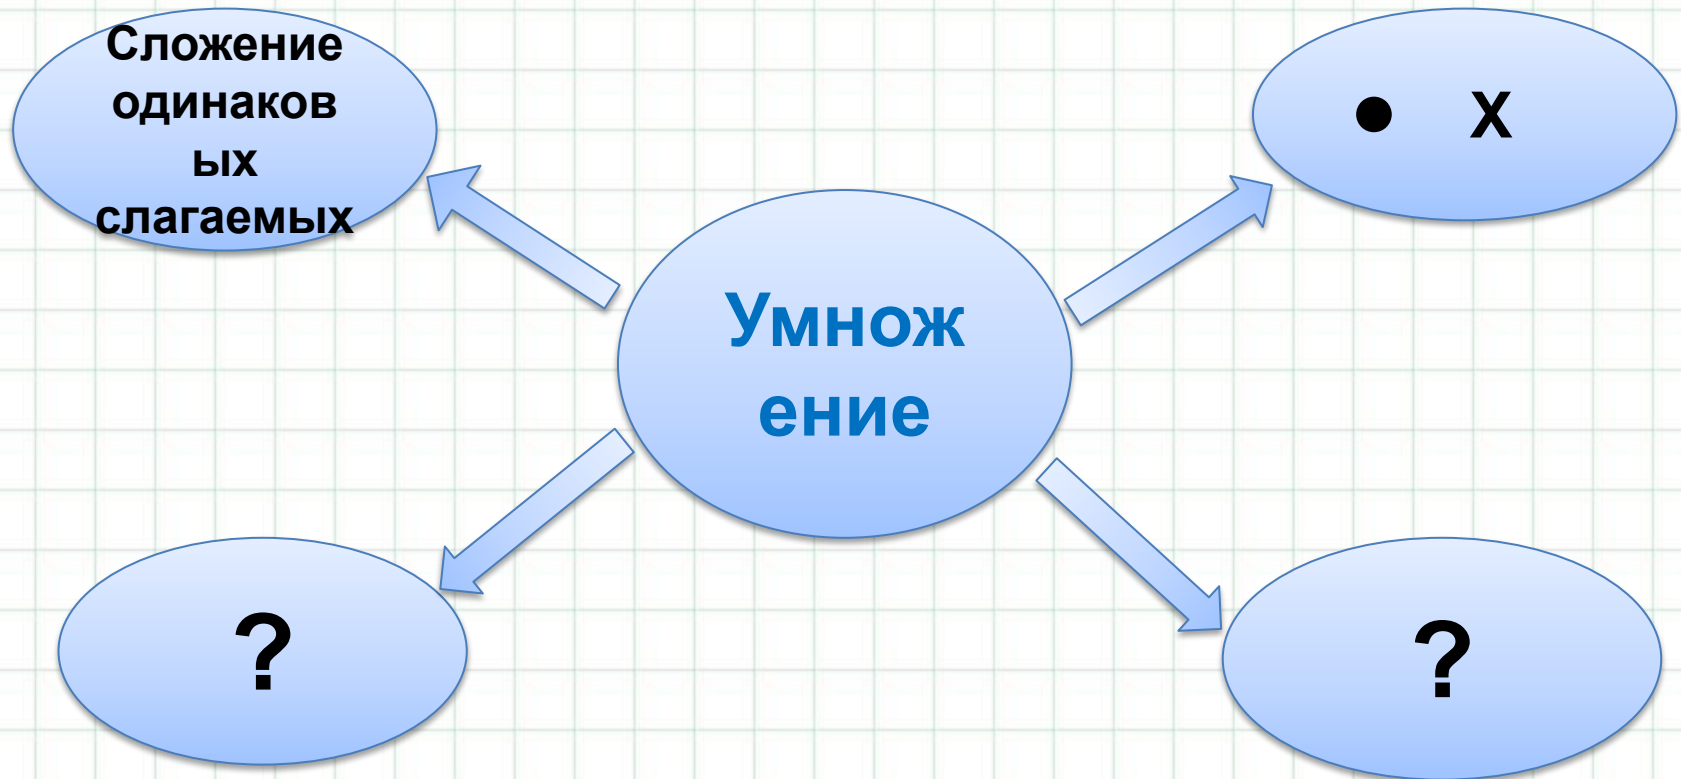 Сложение
одинаков
ых
слагаемых
● х
Умнож
ение
?
?